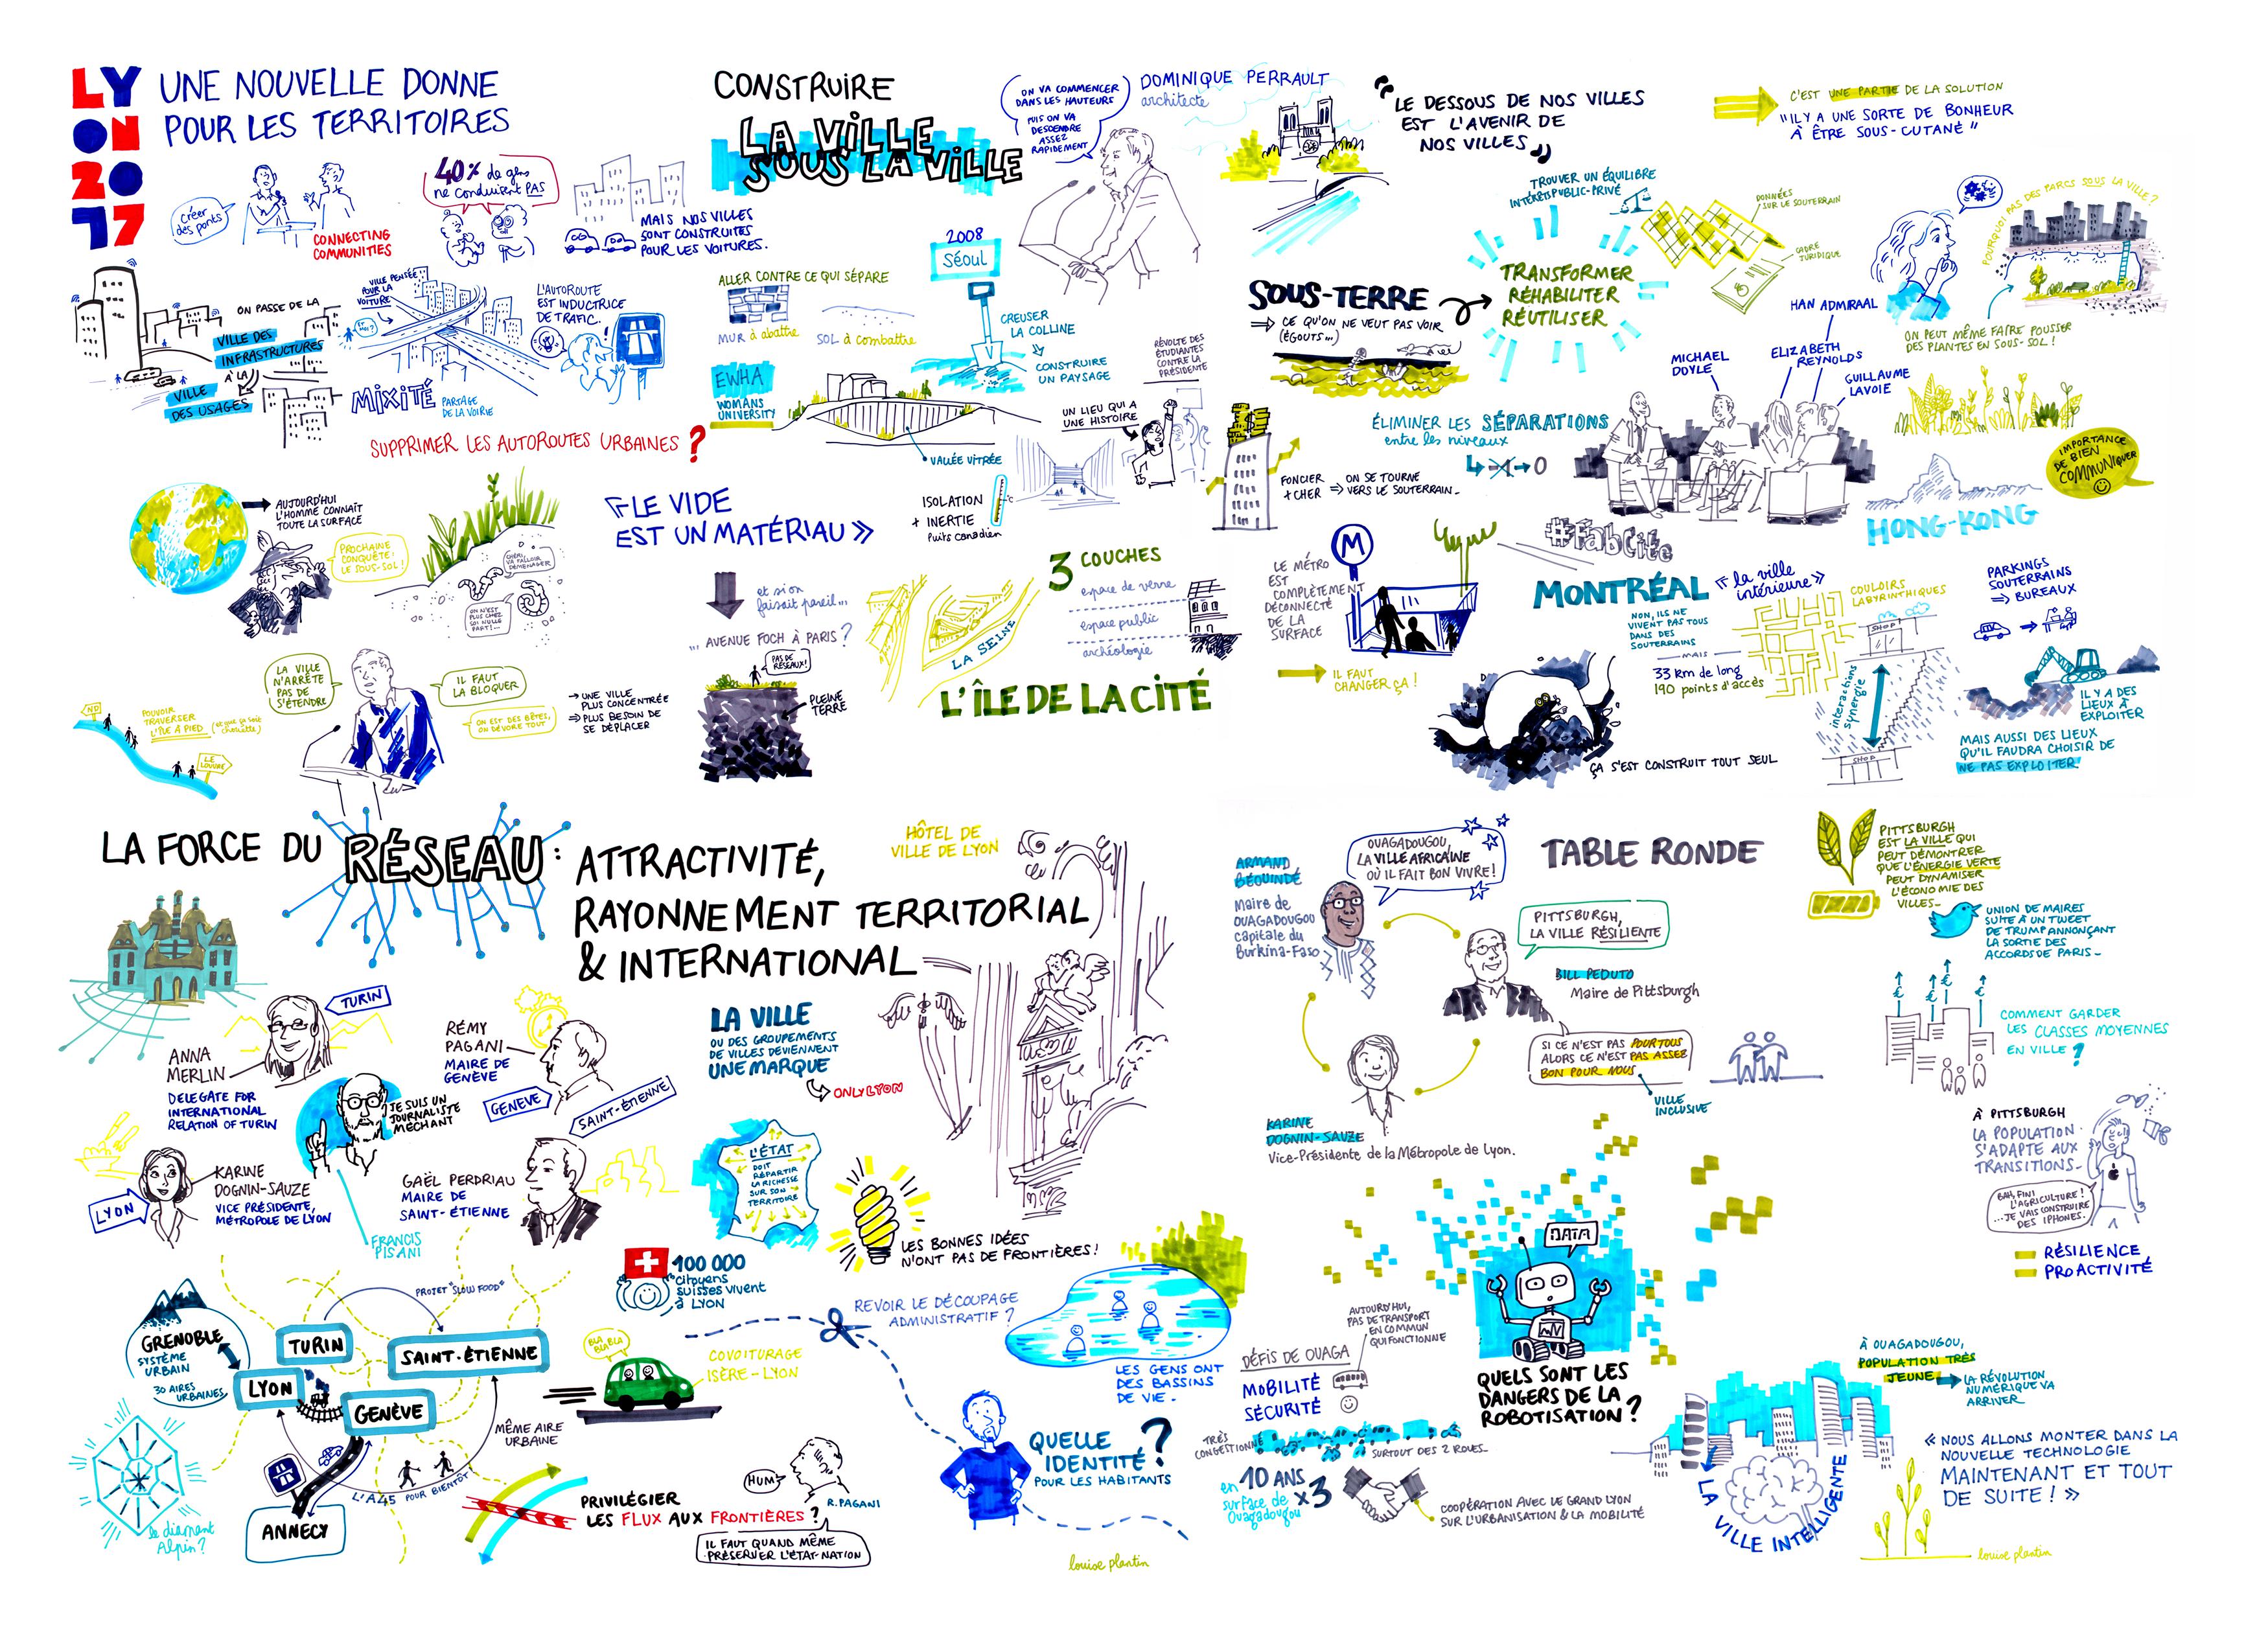 LYON 2017
UNE NOUVELLE DONNE
POUR LES TERRITOIRES
Créer
des ponts
CONNECTING
COMMUNITIES
40% de gens
ne conduisent PAS
MAIS NOS VILLES
SONT CONSTRUITES
POUR LES VOITURES.
ON PASSE DE LA
VILLE DES
INFRASTRUCTURES
À LA
VILLE
DES USAGES
VILLE PENSÉE
POUR LA
VOITURE
ET MOI?
L'AUTOROUTE
EST INDUCTRICE
DE TRAFIC.
MIXITÉ
PARTAGE
DE LA VOIRIE
SUPPRIMER LES AUTOROUTES URBAINES ?
AUJOURD'HUI
L'HOMME CONNAÎT
TOUTE LA SURFACE
PROCHAINE
CONQUÊTE!
LE SOUS-SOL!
CHÉRI,
VA FALLOIR
DÉMÉNAGER
ON N'EST
PLUS CHEZ
SOI NULLE
PART!...
LA VILLE
N'ARRÊTE
PAS DE
S'ÉTENDRE
IL FAUT
LA BLOQUER
ON EST DES BÊTES,
ON DÉVORE TOUT
ND
POUVOIR
TRAVERSER
L'ÎLE À PIED (et que ça soit
chouette)
LE
LOUVRE
→ UNE VILLE
PLUS CONCENTRÉE
⇒ PLUS BESOIN DE
SE DÉPLACER
CONSTRUIRE
LA VILLE
SOUS LA VILLE
ON VA COMMENCER
DANS LES HAUTEURS
PUIS ON VA
DESCENDRE
ASSEZ
RAPIDEMENT
DOMINIQUE PERRAULT
architecte
"LE DESSOUS DE NOS VILLES
EST L'AVENIR DE
NOS VILLES"
C'EST UNE PARTIE DE LA SOLUTION
"IL Y A UNE SORTE DE BONHEUR
À ÊTRE SOUS-CUTANÉ"
ALLER CONTRE CE QUI SÉPARE
MUR à abattre
SOL à combattre
2008
Séoul
CREUSER
LA COLLINE
CONSTRUIRE
UN PAYSAGE
EWHA
WOMANS
UNIVERSITY
VALLÉE VITRÉE
UN LIEU QUI A
UNE HISTOIRE
RÉVOLTE DES
ÉTUDIANTES
CONTRE LA
PRÉSIDENTE
«LE VIDE
EST UN MATÉRIAU»
ISOLATION
+ INERTIE
Puits canadien
et si on
faisait pareil...
... AVENUE FOCH À PARIS ?
PAS DE
RÉSEAUX!
PLEINE
TERRE
LA SEINE
3 COUCHES
espace de verre
espace public
archéologie
L'ÎLE DE LA CITÉ
SOUS-TERRE
⇒ CE QU'ON NE VEUT PAS VOIR
(ÉGOUTS...)
TRANSFORMER
RÉHABILITER
RÉUTILISER
TROUVER UN ÉQUILIBRE
INTÉRÊTS PUBLIC-PRIVÉ
DONNÉES
SUR LE SOUTERRAIN
CADRE
JURIDIQUE
POURQUOI PAS DES PARCS SOUS LA VILLE?
ON PEUT MÊME FAIRE POUSSER
DES PLANTES EN SOUS-SOL!
MICHAEL
DOYLE
HAN ADMIRAAL
ELIZABETH
REYNOLDS
GUILLAUME
LAVOIE
FONCIER
+ CHER ⇒ ON SE TOURNE
VERS LE SOUTERRAIN_
ÉLIMINER LES SÉPARATIONS
entre les niveaux
IMPORTANCE
DE BIEN
COMMUNIQUER
HONG-KONG
#FabCité
LE MÉTRO
EST
COMPLÈTEMENT
DÉCONNECTÉ
DE LA
SURFACE
M
IL FAUT
CHANGER ÇA!
MONTRÉAL
«la ville
intérieure»
NON, ILS NE
VIVENT PAS TOUS
DANS DES
SOUTERRAINS
MAIS
33 km de long
190 points d'accès
COULOIRS
LABYRINTHIQUES
SHOP
interactions
synergie
SHOP
PARKINGS
SOUTERRAINS
⇒ BUREAUX
IL Y A DES
LIEUX À
EXPLOITER
MAIS AUSSI DES LIEUX
QU'IL FAUDRA CHOISIR DE
NE PAS EXPLOITER
ÇA S'EST CONSTRUIT TOUT SEUL
LA FORCE DU RÉSEAU:
ATTRACTIVITÉ,
RAYONNEMENT TERRITORIAL
& INTERNATIONAL
HÔTEL DE
VILLE DE LYON
TURIN
ANNA
MERLIN
DELEGATE FOR
INTERNATIONAL
RELATION OF TURIN
RÉMY
PAGANI
MAIRE DE
GENÈVE
GENEVE
JE SUIS UN
JOURNALISTE
MÉCHANT
FRANCIS
PISANI
SAINT-ÉTIENNE
LYON
KARINE
DOGNIN-SAUZE
VICE PRÉSIDENTE,
MÉTROPOLE DE LYON
GAËL PERDRIAU
MAIRE DE
SAINT-ÉTIENNE
LA VILLE
OU DES GROUPEMENTS
DE VILLES DEVIENNENT
UNE MARQUE
ONLYLYON
L'ÉTAT
DOIT
RÉPARTIR
LA RICHESSE
SUR SON
TERRITOIRE
LES BONNES IDÉES
N'ONT PAS DE FRONTIÈRES!
100 000
citoyens
suisses vivent
à LYON
GRENOBLE
SYSTÈME
URBAIN
30 AIRES
URBAINES
TURIN
PROJET "SLOW FOOD"
SAINT-ÉTIENNE
LYON
GENÈVE
MÊME AIRE
URBAINE
L'A45 POUR BIENTÔT
ANNECY
le diamant
Alpin?
BLA BLA
BLA
COVOITURAGE
ISÈRE-LYON
REVOIR LE DÉCOUPAGE
ADMINISTRATIF?
LES GENS ONT
DES BASSINS
DE VIE.
QUELLE
IDENTITÉ?
POUR LES HABITANTS
PRIVILÉGIER
LES FLUX AUX FRONTIÈRES ?
HUM
R.PAGANI
IL FAUT QUAND MÊME
PRÉSERVER L'ÉTAT-NATION
louise plantin
TABLE RONDE
ARMAND
BÉOUINDÉ
Maire de
OUAGADOUGOU
capitale du
Burkina-Faso
OUAGADOUGOU,
LA VILLE AFRICAINE
OÙ IL FAIT BON VIVRE!
PITTSBURGH,
LA VILLE RÉSILIENTE
BILL PEDUTO
Maire de Pittsburgh
SI CE N'EST PAS POUR TOUS
ALORS CE N'EST PAS ASSEZ
BON POUR NOUS
VILLE
INCLUSIVE
KARINE
DOGNIN-SAUZE
Vice-Présidente de la Métropole de Lyon.
PITTSBURGH
EST LA VILLE QUI
PEUT DÉMONTRER
QUE L'ÉNERGIE VERTE
PEUT DYNAMISER
L'ÉCONOMIE DES
VILLES_
UNION DE MAIRES
SUITE À UN TWEET
DE TRUMP ANNONÇANT
LA SORTIE DES
ACCORDS DE PARIS_
€ € € €
COMMENT GARDER
LES CLASSES MOYENNES
EN VILLE ?
À PITTSBURGH
LA POPULATION
S'ADAPTE AUX
TRANSITIONS_
BAH, FINI
L'AGRICULTURE!
...JE VAIS CONSTRUIRE
DES IPHONES.
RÉSILIENCE
PROACTIVITÉ
DATA
QUELS SONT LES
DANGERS DE LA
ROBOTISATION?
AUJOURD'HUI,
PAS DE TRANSPORT
EN COMMUN
QUI FONCTIONNE
DÉFIS DE OUAGA
MOBILITÉ
SÉCURITÉ
TRÈS
CONGESTIONNÉ
SURTOUT DES 2 ROUES_
en 10 ANS
surface de
Ouagadougou
x3
COOPÉRATION AVEC LE GRAND LYON
SUR L'URBANISATION & LA MOBILITÉ
À OUAGADOUGOU,
POPULATION TRÈS
JEUNE → LA RÉVOLUTION
NUMÉRIQUE VA
ARRIVER
LA VILLE INTELLIGENTE
«NOUS ALLONS MONTER DANS LA
NOUVELLE TECHNOLOGIE
MAINTENANT ET TOUT
DE SUITE!»
louise plantin